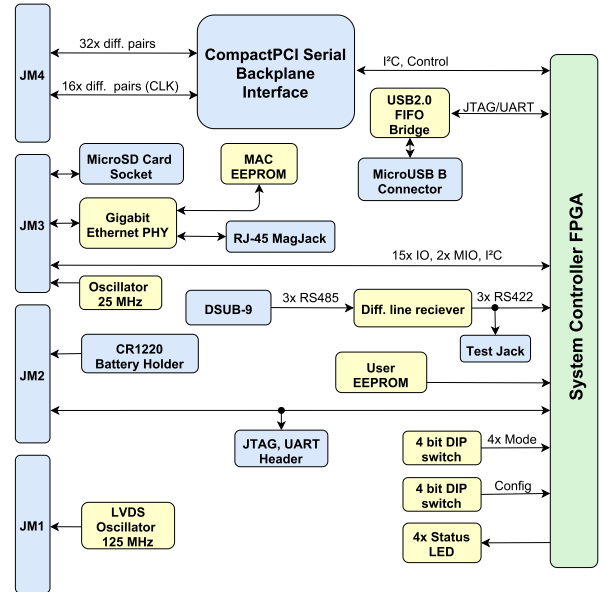 JM4
32x diff. pairs
16x diff. pairs (CLK)
CompactPCI Serial
Backplane
Interface
I²C, Control
USB2.0
FIFO
Bridge
JTAG/UART
MicroUSB B
Connector
JM3
MicroSD Card
Socket
MAC
EEPROM
Gigabit
Ethernet PHY
RJ-45 MagJack
15x IO, 2x MIO, I²C
Oscillator
25 MHz
DSUB-9
3x RS485
Diff. line reciever
3x RS422
Test Jack
JM2
CR1220
Battery Holder
User
EEPROM
JTAG, UART
Header
4 bit DIP
switch
4x Mode
4 bit DIP
switch
Config
4x Status
LED
JM1
LVDS
Oscillator
125 MHz
System Controller FPGA